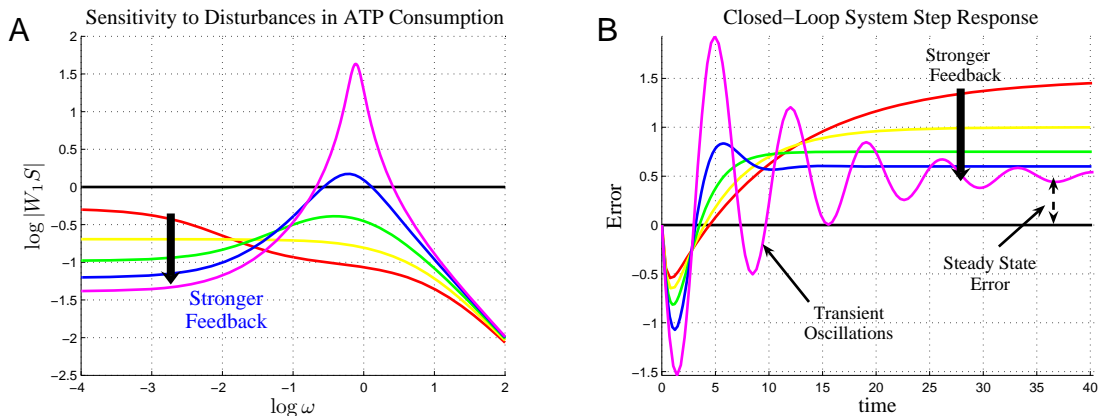 A
Sensitivity to Disturbances in ATP Consumption
log |W₁S|
2
1.5
1
0.5
0
−0.5
−1
−1.5
−2
−2.5
Stronger
Feedback
−4
−3
−2
−1
0
1
2
log ω
B
Closed−Loop System Step Response
Error
1.5
1
0.5
0
−0.5
−1
−1.5
Stronger
Feedback
Steady State
Error
Transient
Oscillations
0
5
10
15
20
25
30
35
40
time